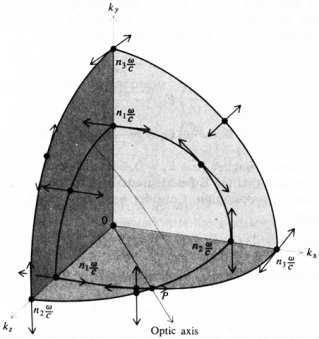 k_y
n_3 ω/c
n_1 ω/c
0
n_2 ω/c
k_x
n_3 ω/c
n_1 ω/c
n_2 ω/c
P
k_z
Optic axis